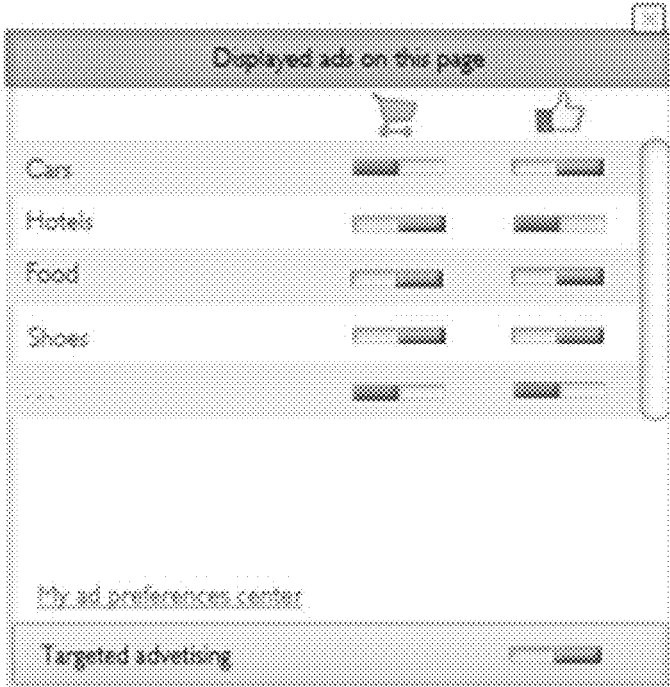 Displayed ads on this page
Cars
Hotels
Food
Shoes
...
My ad preferences center
Targeted advetising